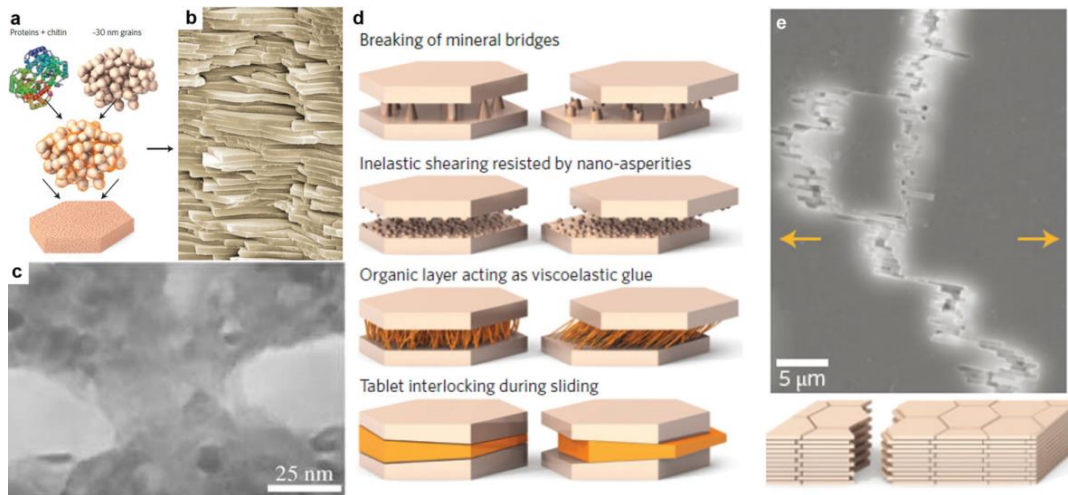 a
Proteins + chitin
~30 nm grains
b
c
25 nm
d
Breaking of mineral bridges
Inelastic shearing resisted by nano-asperities
Organic layer acting as viscoelastic glue
Tablet interlocking during sliding
e
5 μm